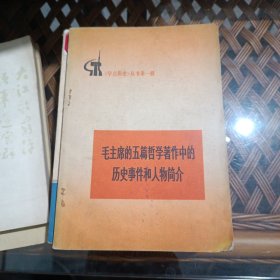 《学点历史》丛书第一辑
毛主席的五篇哲学著作中的
历史事件和人物简介